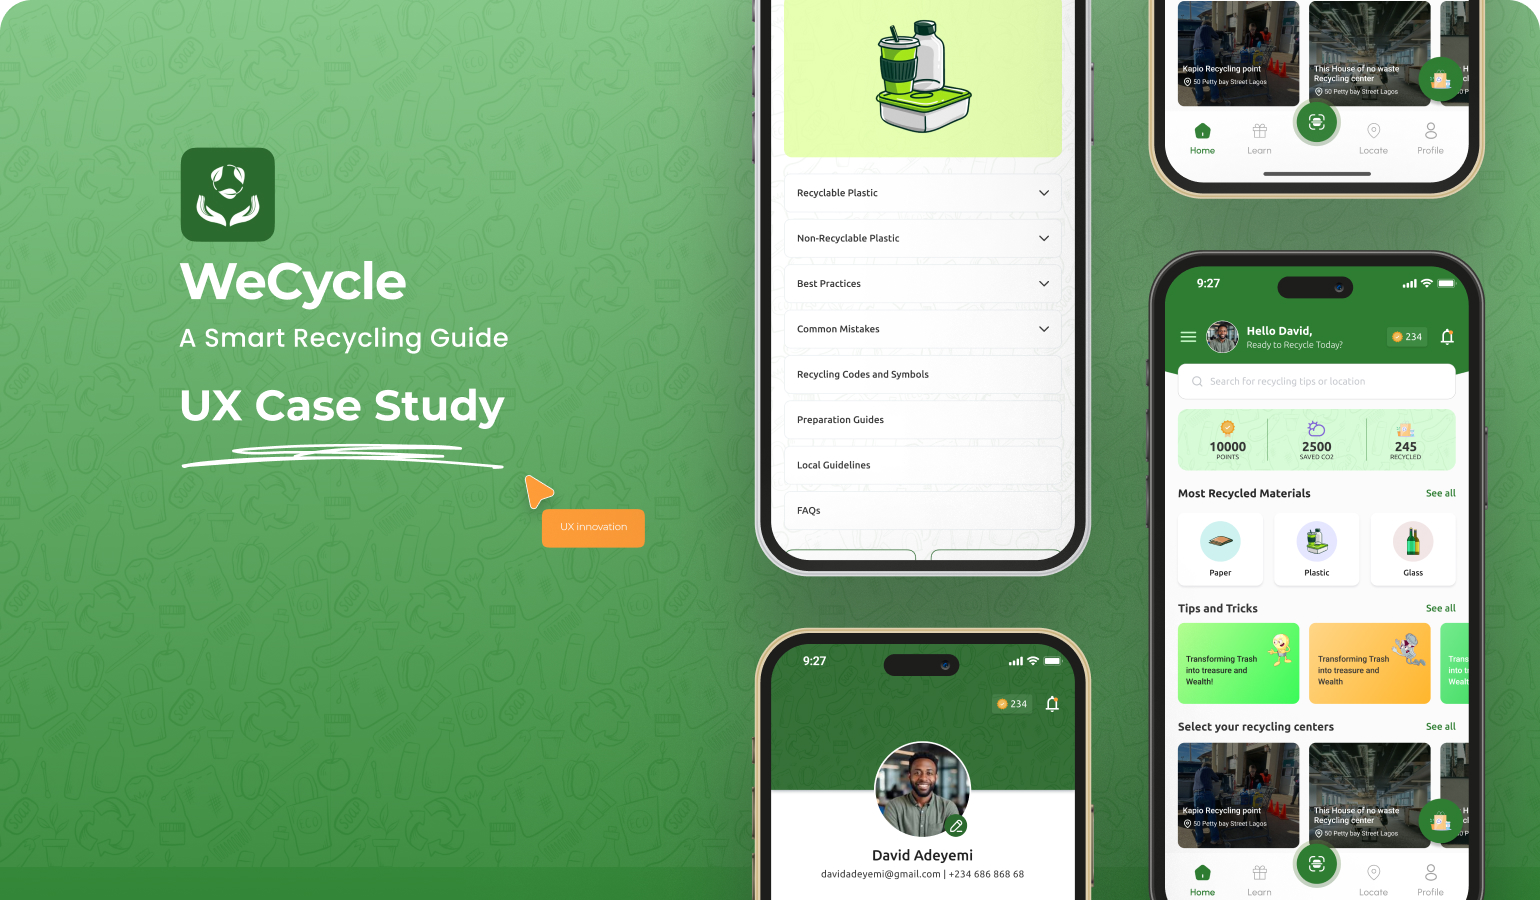 WeCycle
A Smart Recycling Guide
UX Case Study
UX innovation
Recyclable Plastic
Non-Recyclable Plastic
Best Practices
Common Mistakes
Recycling Codes and Symbols
Preparation Guides
Local Guidelines
FAQs
9:27
234
David Adeyemi
davidadeyemi@gmail.com | +234 686 868 68
Kapio Recycling point
50 Petty bay Street Lagos
This House of no waste
Recycling center
50 Petty bay Street Lagos
Home
Learn
Locate
Profile
9:27
Hello David,
Ready to Recycle Today?
234
Search for recycling tips or location
10000
POINTS
2500
SAVED CO2
245
RECYCLED
Most Recycled Materials
See all
Paper
Plastic
Glass
Tips and Tricks
See all
Transforming Trash
into treasure and
Wealth!
Transforming Trash
into treasure and
Wealth
Trans
into t
Wealth
Select your recycling centers
See all
Kapio Recycling point
50 Petty bay Street Lagos
This House of no waste
Recycling center
50 Petty bay Street Lagos
Home
Learn
Locate
Profile